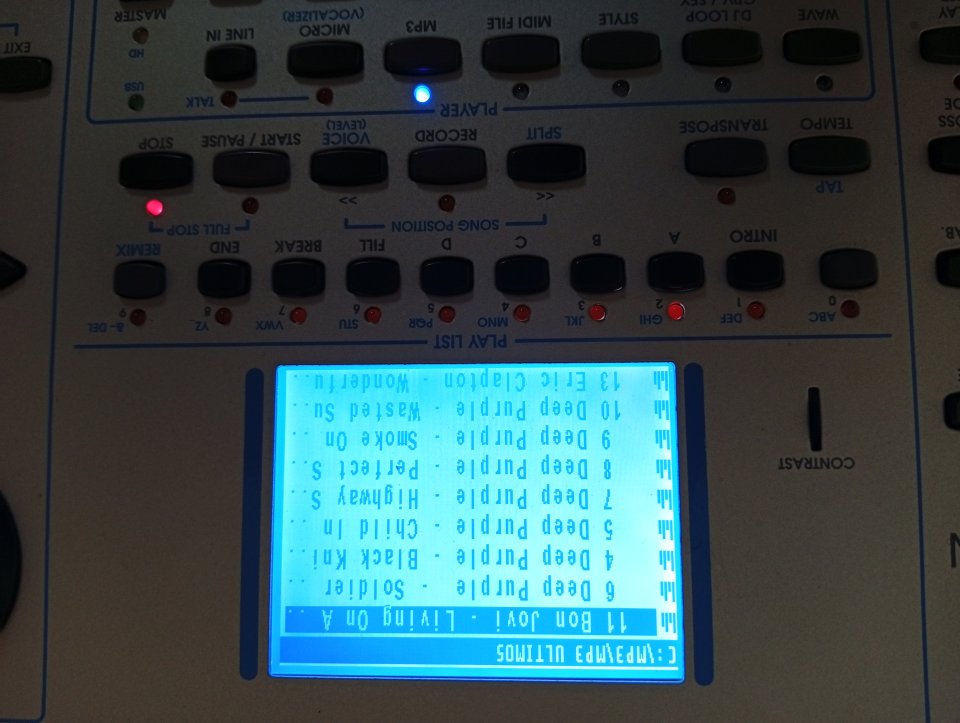 C:\MP3\MP3 ULTIMOS
11 Bon Jovi - Living On A ..
6 Deep Purple - Soldier ..
4 Deep Purple - Black Kni..
5 Deep Purple - Child In ..
7 Deep Purple - Highway S..
8 Deep Purple - Perfect S..
9 Deep Purple - Smoke On ..
10 Deep Purple - Wasted Su..
13 Eric Clapton - Wonderfu..
CONTRAST
PLAY LIST
ABC DEF GHI JKL MNO PQR STU VWX YZ &-DEL
0 1 2 3 4 5 6 7 8 9
INTRO A B C D FILL BREAK END REMIX
SONG POSITION FULL STOP
<< >>
TAP
TEMPO TRANSPOSE SPLIT RECORD VOICE START / PAUSE STOP
(LEVEL)
PLAYER TALK USB
HD
WAVE DJ LOOP STYLE MIDI FILE MP3 MICRO LINE IN MASTER
(VOCALIZER)
EXIT